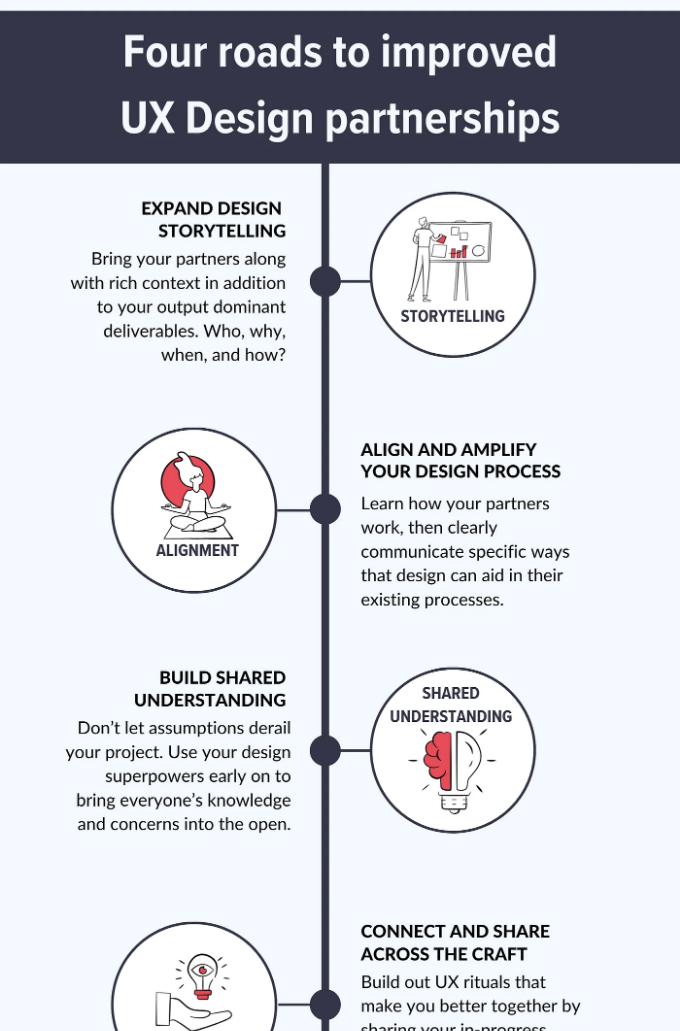 Four roads to improved
UX Design partnerships
EXPAND DESIGN
STORYTELLING
Bring your partners along
with rich context in addition
to your output dominant
deliverables. Who, why,
when, and how?
STORYTELLING
ALIGNMENT
ALIGN AND AMPLIFY
YOUR DESIGN PROCESS
Learn how your partners
work, then clearly
communicate specific ways
that design can aid in their
existing processes.
BUILD SHARED
UNDERSTANDING
Don’t let assumptions derail
your project. Use your design
superpowers early on to
bring everyone’s knowledge
and concerns into the open.
SHARED
UNDERSTANDING
CONNECT AND SHARE
ACROSS THE CRAFT
Build out UX rituals that
make you better together by
sharing your in-progress